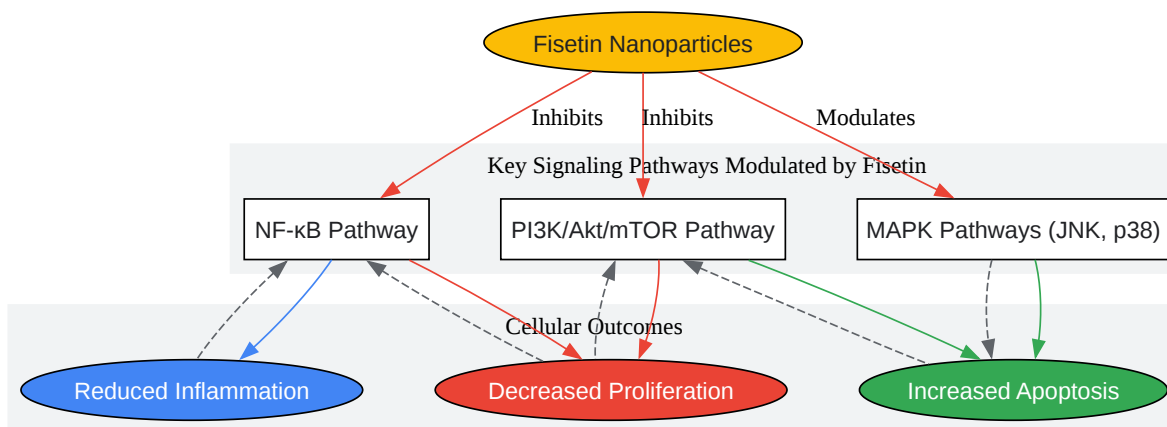 Fisetin Nanoparticles
Inhibits
Inhibits
Modulates
Key Signaling Pathways Modulated by Fisetin
NF-κB Pathway
PI3K/Akt/mTOR Pathway
MAPK Pathways (JNK, p38)
Cellular Outcomes
Reduced Inflammation
Decreased Proliferation
Increased Apoptosis